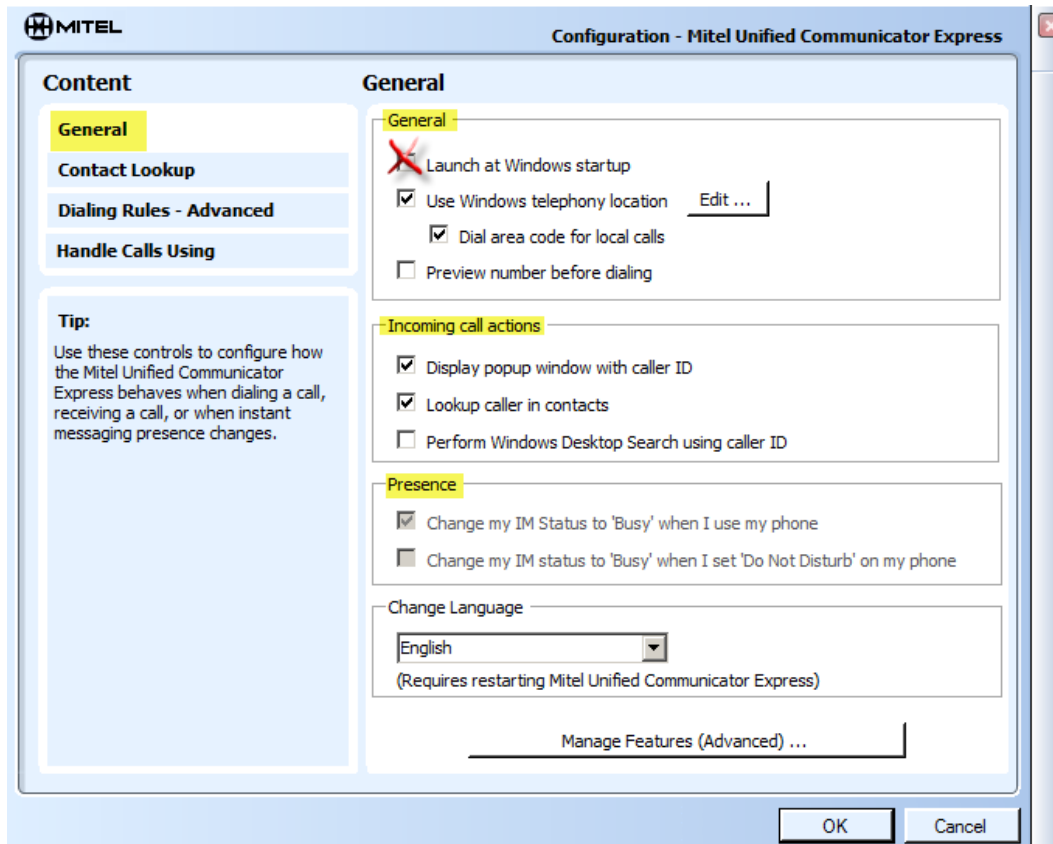 MITEL
Configuration - Mitel Unified Communicator Express
Content
General
Contact Lookup
Dialing Rules - Advanced
Handle Calls Using
Tip:
Use these controls to configure how
the Mitel Unified Communicator
Express behaves when dialing a call,
receiving a call, or when instant
messaging presence changes.
General
General
Launch at Windows startup
Use Windows telephony location Edit ...
Dial area code for local calls
Preview number before dialing
Incoming call actions
Display popup window with caller ID
Lookup caller in contacts
Perform Windows Desktop Search using caller ID
Presence
Change my IM Status to 'Busy' when I use my phone
Change my IM status to 'Busy' when I set 'Do Not Disturb' on my phone
Change Language
English
(Requires restarting Mitel Unified Communicator Express)
Manage Features (Advanced) ...
OK Cancel